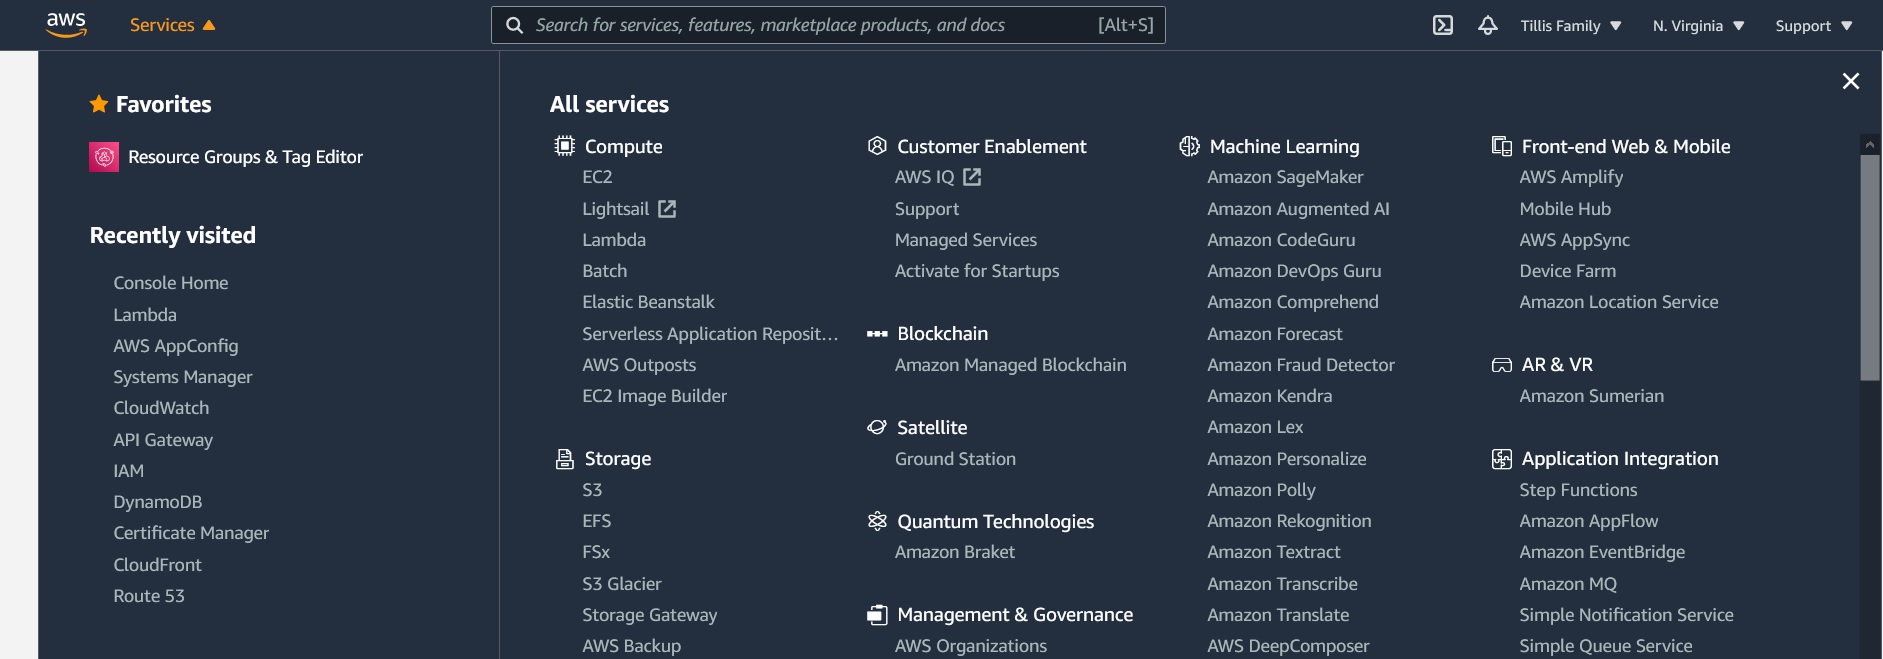 aws
Services
Search for services, features, marketplace products, and docs
[Alt+S]
Tillis Family
N. Virginia
Support
Favorites
Resource Groups & Tag Editor
Recently visited
Console Home
Lambda
AWS AppConfig
Systems Manager
CloudWatch
API Gateway
IAM
DynamoDB
Certificate Manager
CloudFront
Route 53
All services
Compute
EC2
Lightsail
Lambda
Batch
Elastic Beanstalk
Serverless Application Reposit...
AWS Outposts
EC2 Image Builder
Storage
S3
EFS
FSx
S3 Glacier
Storage Gateway
AWS Backup
Customer Enablement
AWS IQ
Support
Managed Services
Activate for Startups
Blockchain
Amazon Managed Blockchain
Satellite
Ground Station
Quantum Technologies
Amazon Braket
Management & Governance
AWS Organizations
Machine Learning
Amazon SageMaker
Amazon Augmented AI
Amazon CodeGuru
Amazon DevOps Guru
Amazon Comprehend
Amazon Forecast
Amazon Fraud Detector
Amazon Kendra
Amazon Lex
Amazon Personalize
Amazon Polly
Amazon Rekognition
Amazon Textract
Amazon Transcribe
Amazon Translate
AWS DeepComposer
Front-end Web & Mobile
AWS Amplify
Mobile Hub
AWS AppSync
Device Farm
Amazon Location Service
AR & VR
Amazon Sumerian
Application Integration
Step Functions
Amazon AppFlow
Amazon EventBridge
Amazon MQ
Simple Notification Service
Simple Queue Service